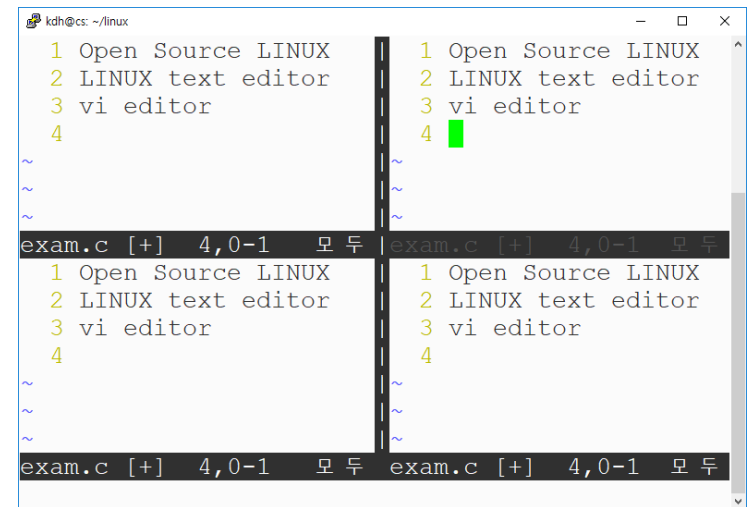 kdh@cs: ~/linux
1 Open Source LINUX
2 LINUX text editor
3 vi editor
4
~
~
~
exam.c [+] 4,0-1 모두
1 Open Source LINUX
2 LINUX text editor
3 vi editor
4
~
~
~
exam.c [+] 4,0-1 모두
1 Open Source LINUX
2 LINUX text editor
3 vi editor
4
~
~
~
exam.c [+] 4,0-1 모두
1 Open Source LINUX
2 LINUX text editor
3 vi editor
4
~
~
~
exam.c [+] 4,0-1 모두